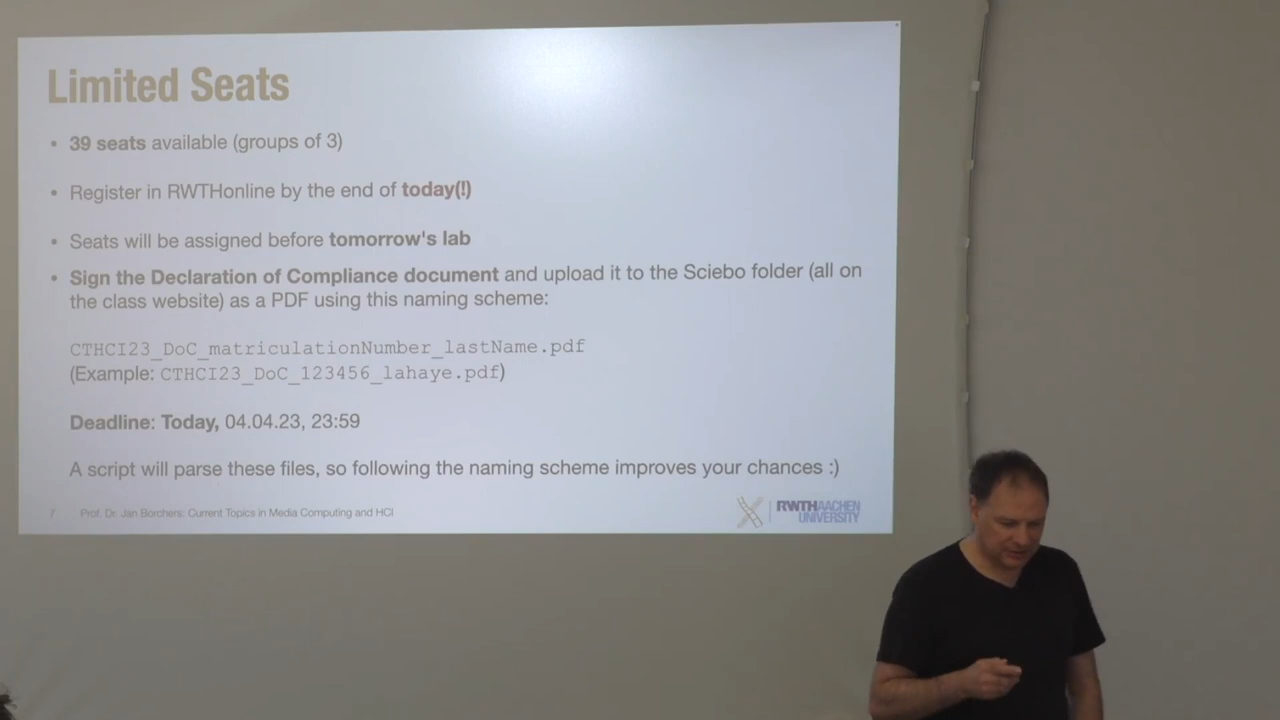 Limited Seats
• 39 seats available (groups of 3)
• Register in RWTHonline by the end of today(!)
• Seats will be assigned before tomorrow's lab
• Sign the Declaration of Compliance document and upload it to the Sciebo folder (all on
the class website) as a PDF using this naming scheme:
CTHCI23_DoC_matriculationNumber_lastName.pdf
(Example: CTHCI23_DoC_123456_lahaye.pdf)
Deadline: Today, 04.04.23, 23:59
A script will parse these files, so following the naming scheme improves your chances :)
7 Prof. Dr. Jan Borchers: Current Topics in Media Computing and HCI
RWTHAACHEN
UNIVERSITY